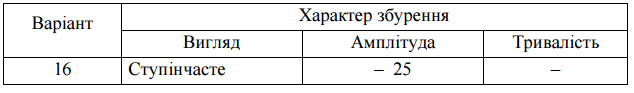 Варіант Характер збурення
Вигляд Амплітуда Тривалість
16 Ступінчасте – 25 –